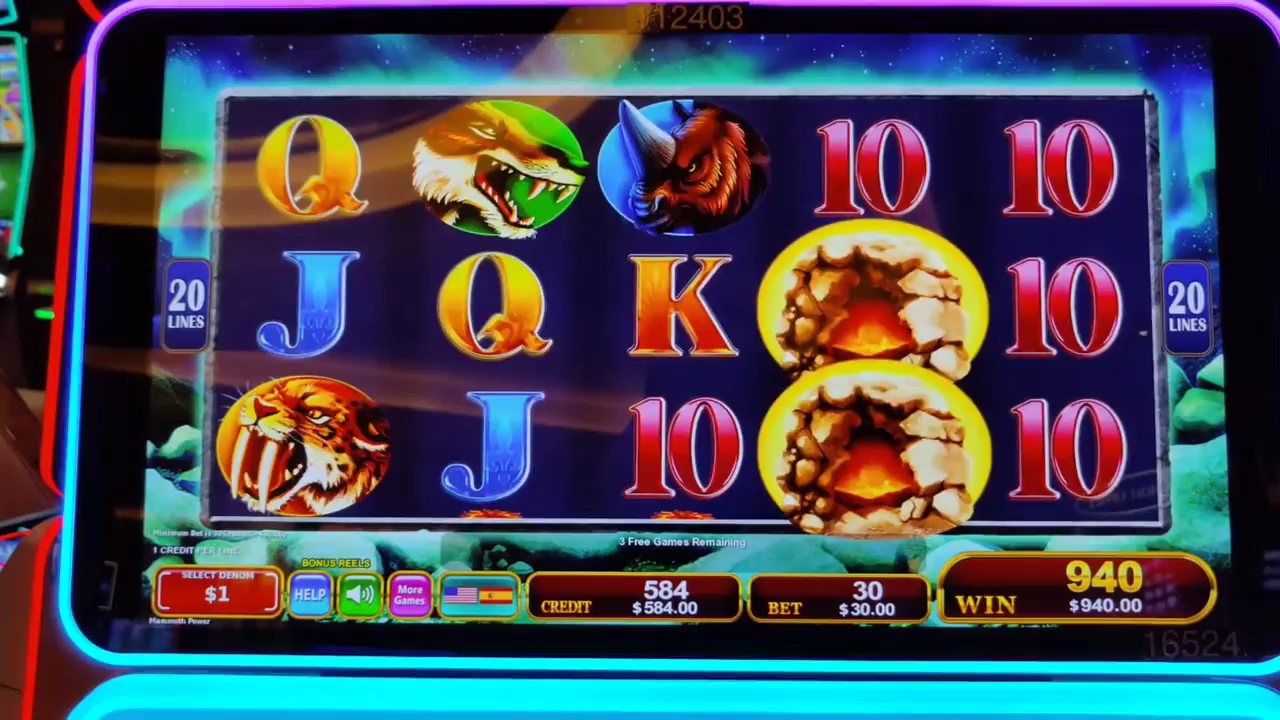 12403
Q 10 10
20 LINES
J Q K 10
20 LINES
J 10 10
3 Free Games Remaining
1 CREDIT PER LINE
BONUS REELS
SELECT DENOM
$1
HELP
More Games
CREDIT
584
$584.00
BET
30
$30.00
WIN
940
$940.00
Mammoth Power
16524.